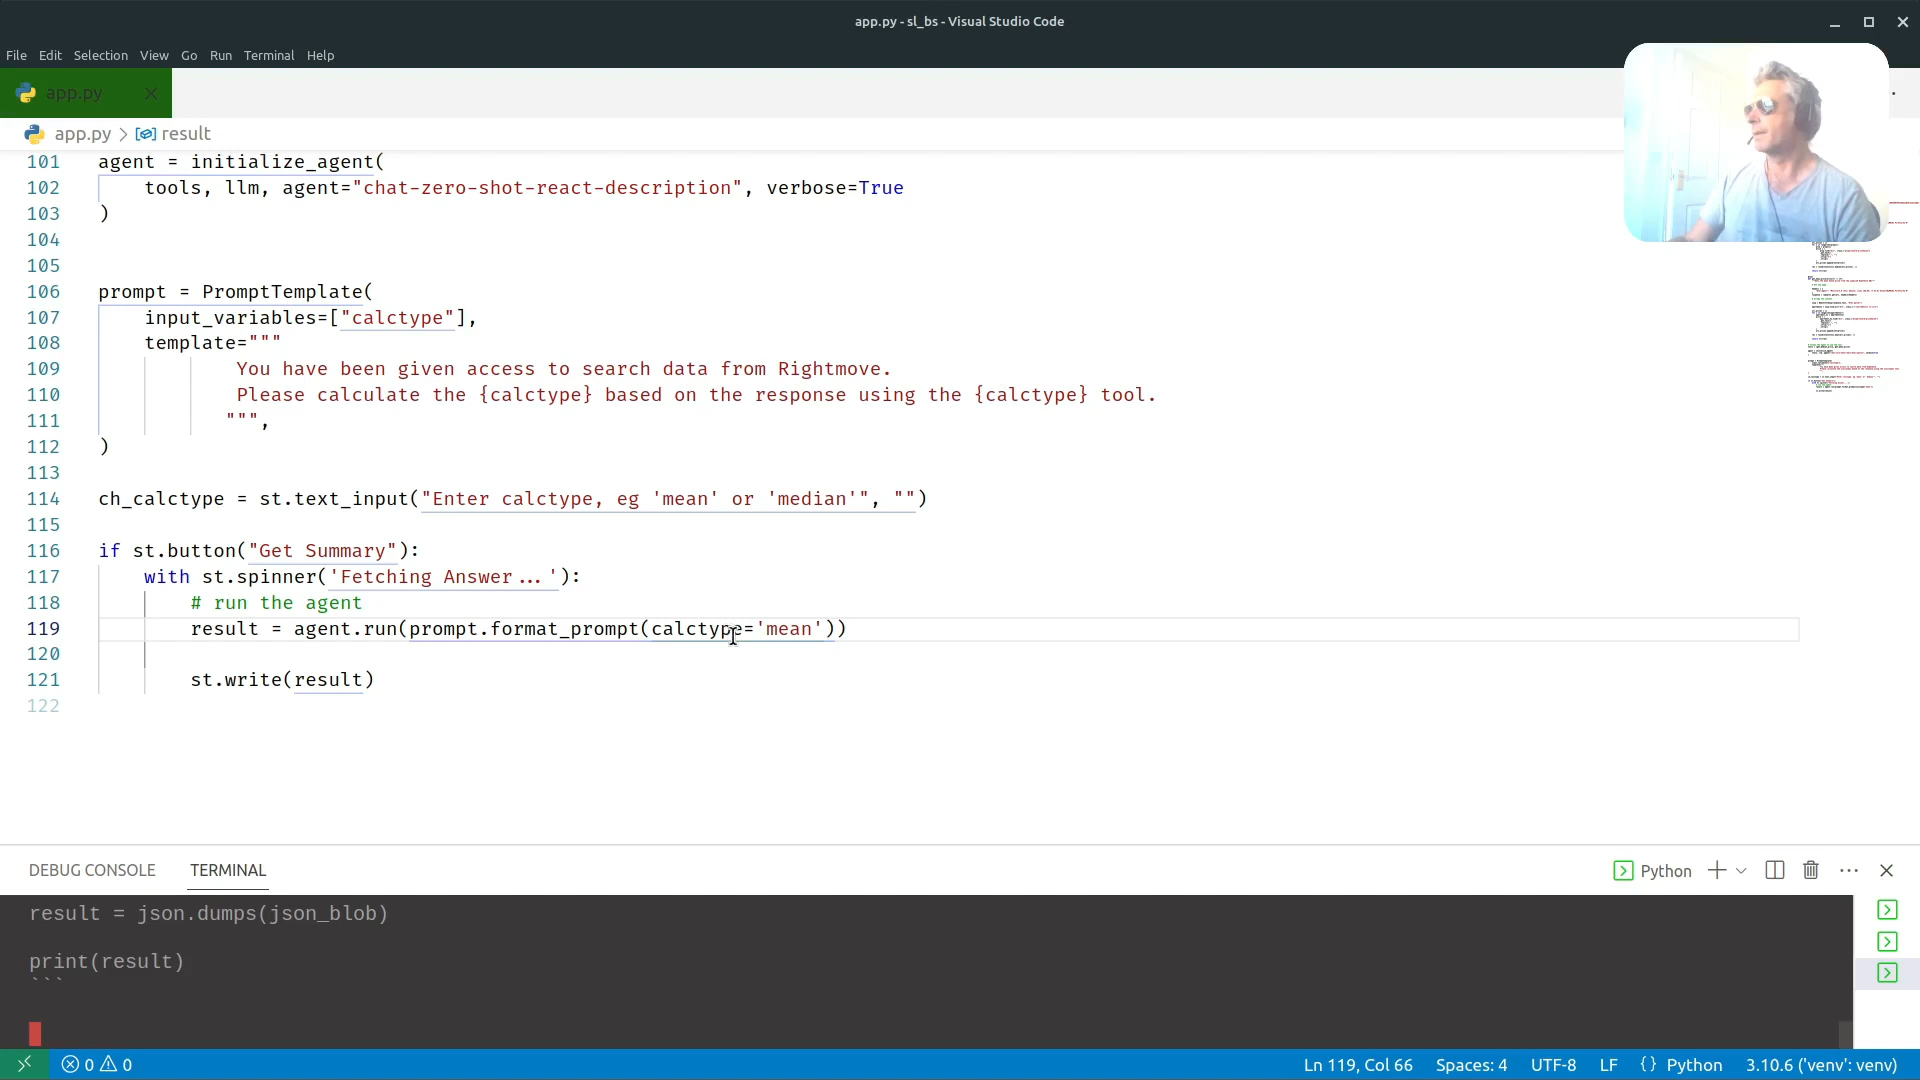 app.py - sl_bs - Visual Studio Code
File Edit Selection View Go Run Terminal Help
app.py
app.py > result
101 agent = initialize_agent(
102 tools, llm, agent="chat-zero-shot-react-description", verbose=True
103 )
104
105
106 prompt = PromptTemplate(
107 input_variables=["calctype"],
108 template="""
109 You have been given access to search data from Rightmove.
110 Please calculate the {calctype} based on the response using the {calctype} tool.
111 """,
112 )
113
114 ch_calctype = st.text_input("Enter calctype, eg 'mean' or 'median'", "")
115
116 if st.button("Get Summary"):
117 with st.spinner('Fetching Answer...'):
118 # run the agent
119 result = agent.run(prompt.format_prompt(calctype='mean'))
120
121 st.write(result)
122
DEBUG CONSOLE TERMINAL
Python
result = json.dumps(json_blob)
print(result)
```
0 0 Ln 119, Col 66 Spaces: 4 UTF-8 LF {} Python 3.10.6 ('venv': venv)